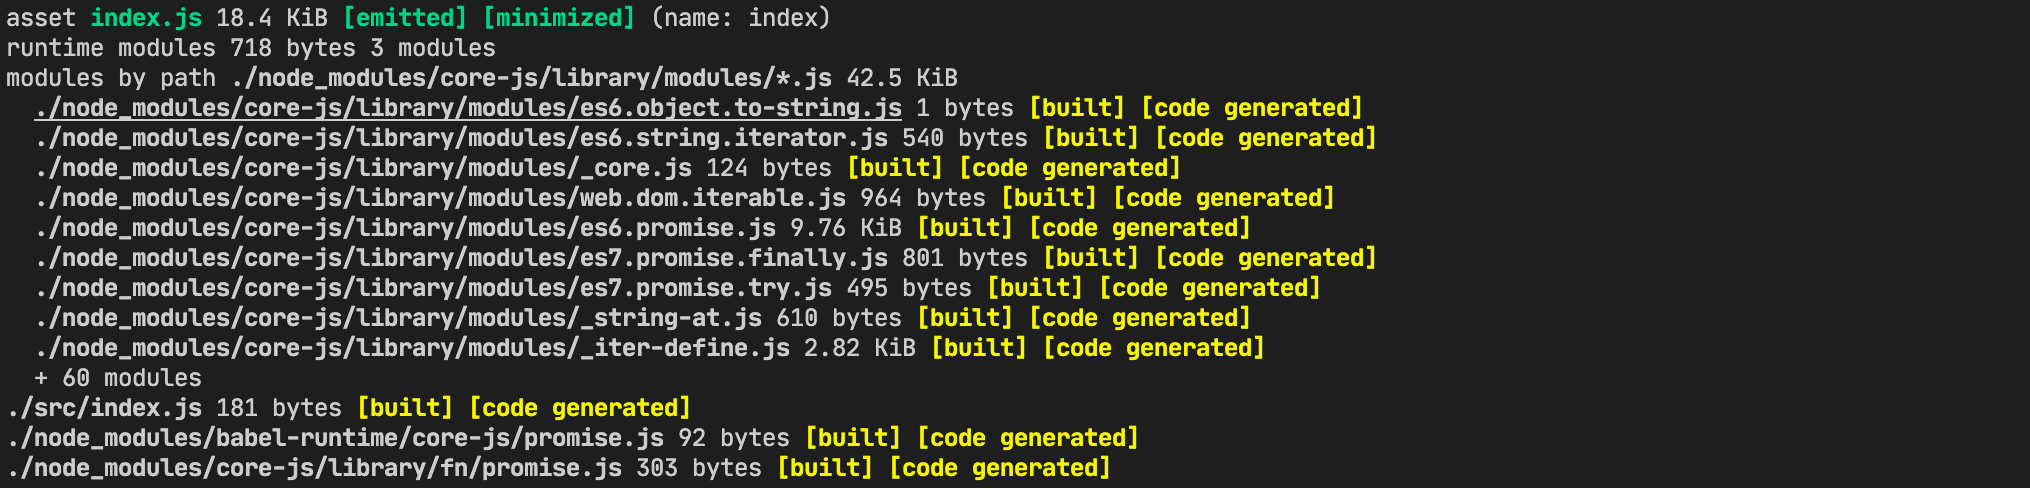 asset index.js 18.4 KiB [emitted] [minimized] (name: index)
runtime modules 718 bytes 3 modules
modules by path ./node_modules/core-js/library/modules/*.js 42.5 KiB
./node_modules/core-js/library/modules/es6.object.to-string.js 1 bytes [built] [code generated]
./node_modules/core-js/library/modules/es6.string.iterator.js 540 bytes [built] [code generated]
./node_modules/core-js/library/modules/_core.js 124 bytes [built] [code generated]
./node_modules/core-js/library/modules/web.dom.iterable.js 964 bytes [built] [code generated]
./node_modules/core-js/library/modules/es6.promise.js 9.76 KiB [built] [code generated]
./node_modules/core-js/library/modules/es7.promise.finally.js 801 bytes [built] [code generated]
./node_modules/core-js/library/modules/es7.promise.try.js 495 bytes [built] [code generated]
./node_modules/core-js/library/modules/_string-at.js 610 bytes [built] [code generated]
./node_modules/core-js/library/modules/_iter-define.js 2.82 KiB [built] [code generated]
+ 60 modules
./src/index.js 181 bytes [built] [code generated]
./node_modules/babel-runtime/core-js/promise.js 92 bytes [built] [code generated]
./node_modules/core-js/library/fn/promise.js 303 bytes [built] [code generated]